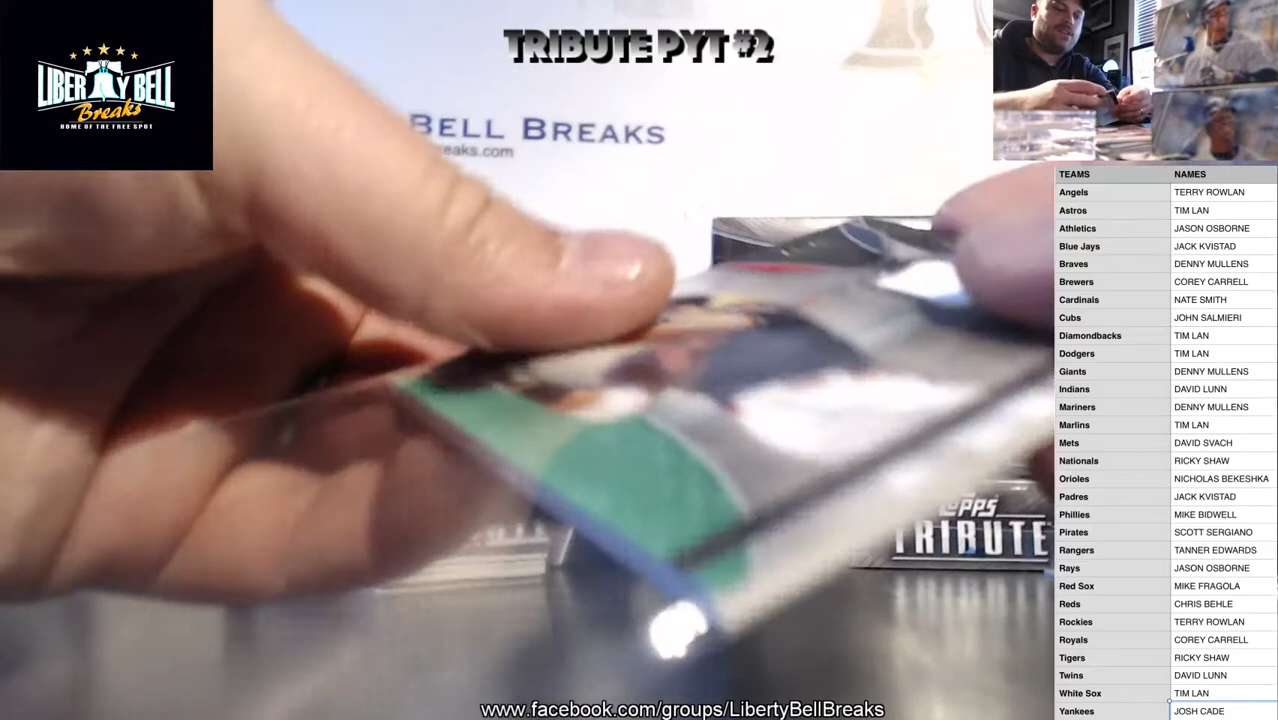 LIBERTY BELL
Breaks
HOME OF THE FREE SPOT
TRIBUTE PYT #2
BELL BREAKS
eaks.com
TOPPS
TRIBUTE
TEAMS NAMES
Angels TERRY ROWLAN
Astros TIM LAN
Athletics JASON OSBORNE
Blue Jays JACK KVISTAD
Braves DENNY MULLENS
Brewers COREY CARRELL
Cardinals NATE SMITH
Cubs JOHN SALMIERI
Diamondbacks TIM LAN
Dodgers TIM LAN
Giants DENNY MULLENS
Indians DAVID LUNN
Mariners DENNY MULLENS
Marlins TIM LAN
Mets DAVID SVACH
Nationals RICKY SHAW
Orioles NICHOLAS BEKESHKA
Padres JACK KVISTAD
Phillies MIKE BIDWELL
Pirates SCOTT SERGIANO
Rangers TANNER EDWARDS
Rays JASON OSBORNE
Red Sox MIKE FRAGOLA
Reds CHRIS BEHLE
Rockies TERRY ROWLAN
Royals COREY CARRELL
Tigers RICKY SHAW
Twins DAVID LUNN
White Sox TIM LAN
Yankees JOSH CADE
www.facebook.com/groups/LibertyBellBreaks